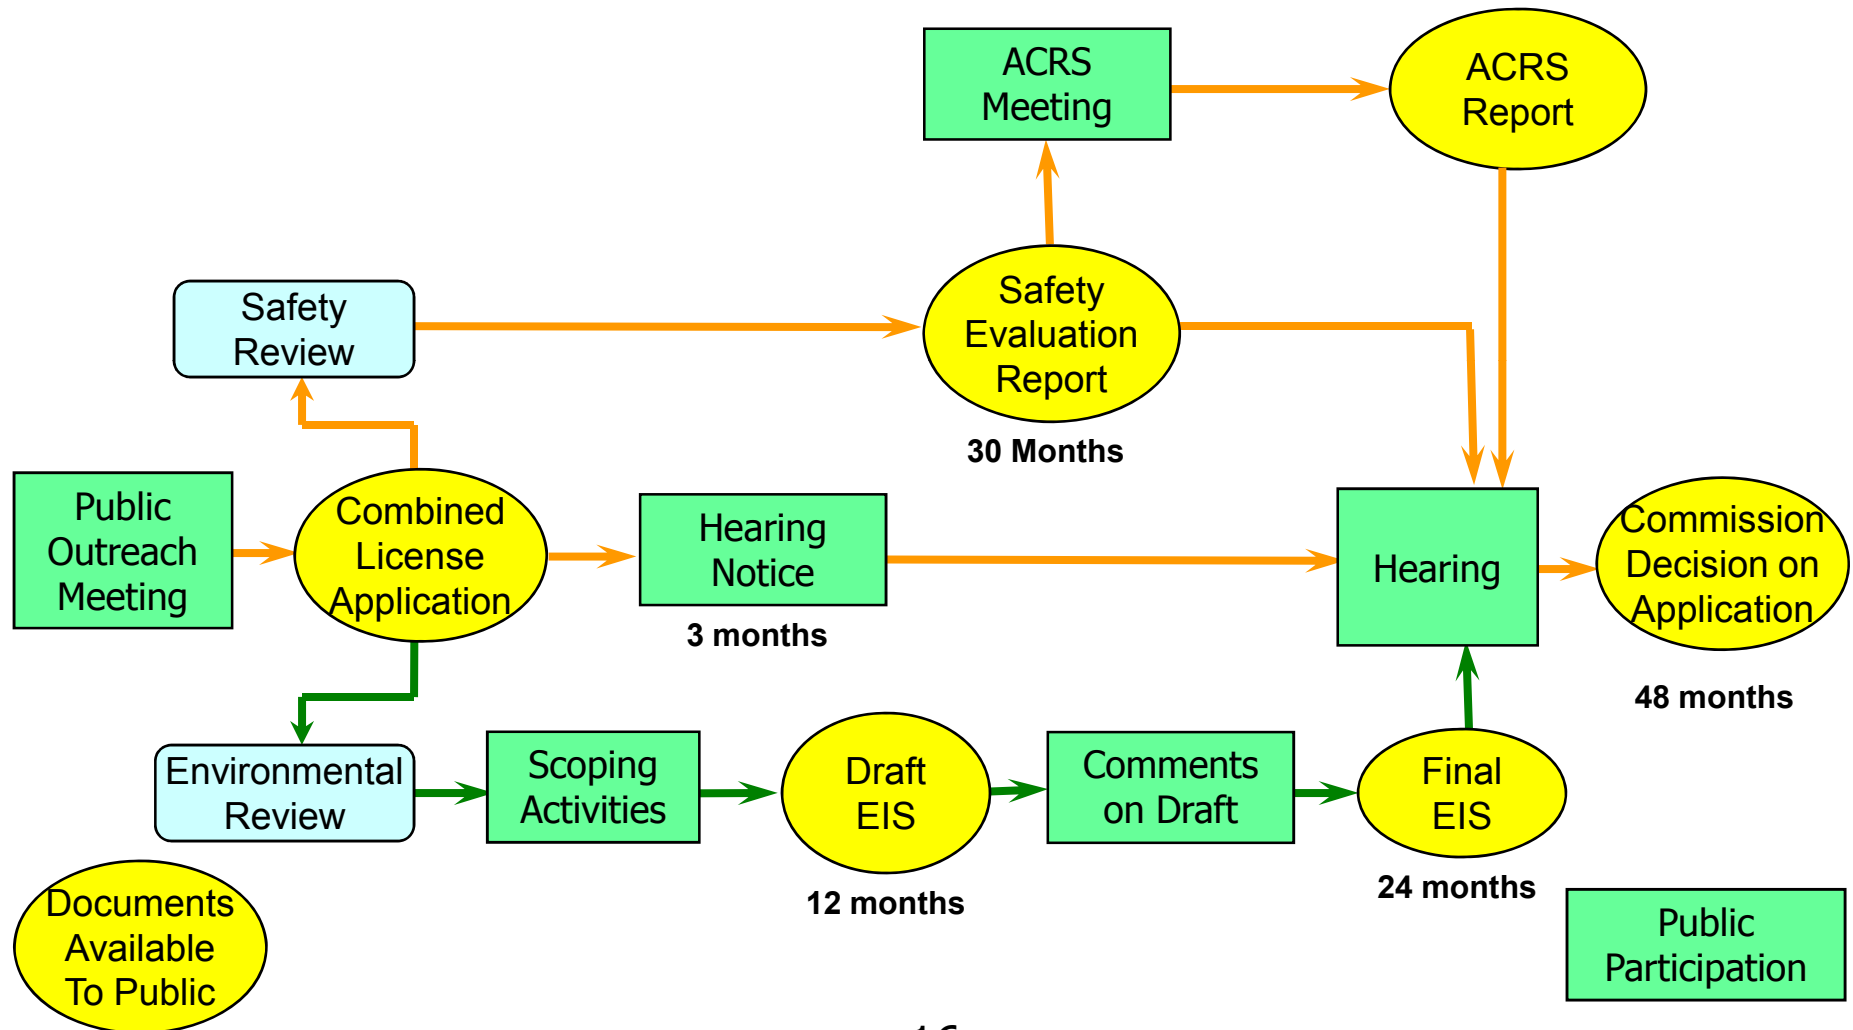 ACRS
Meeting
ACRS
Report
Safety
Review
Safety
Evaluation
Report
30 Months
Public
Outreach
Meeting
Combined
License
Application
Hearing
Notice
3 months
Hearing
Commission
Decision on
Application
48 months
Environmental
Review
Scoping
Activities
Draft
EIS
12 months
Comments
on Draft
Final
EIS
24 months
Documents
Available
To Public
Public
Participation